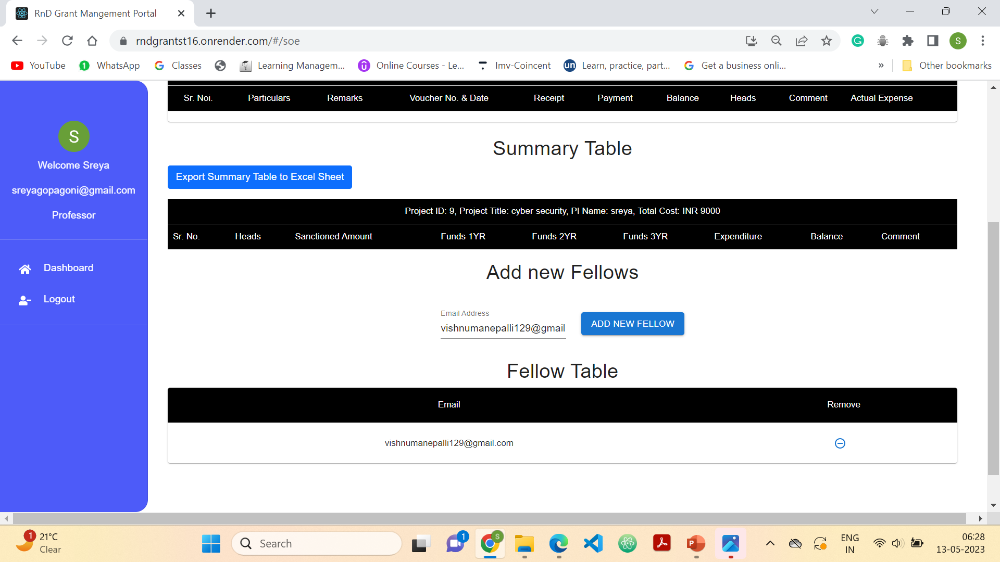 RnD Grant Mangement Portal
rndgrantst16.onrender.com/#/soe
YouTube WhatsApp Classes Learning Managem... Online Courses - Le... Imv-Coincent Learn, practice, part... Get a business onli... » Other bookmarks
S
Welcome Sreya
sreyagopagoni@gmail.com
Professor
Dashboard
Logout
Sr. Noi. Particulars Remarks Voucher No. & Date Receipt Payment Balance Heads Comment Actual Expense
Summary Table
Export Summary Table to Excel Sheet
Project ID: 9, Project Title: cyber security, PI Name: sreya, Total Cost: INR 9000
Sr. No. Heads Sanctioned Amount Funds 1YR Funds 2YR Funds 3YR Expenditure Balance Comment
Add new Fellows
Email Address
vishnumanepalli129@gmail
ADD NEW FELLOW
Fellow Table
Email Remove
vishnumanepalli129@gmail.com
1 21°C
Clear
Search
1
S
ENG
IN
06:28
13-05-2023